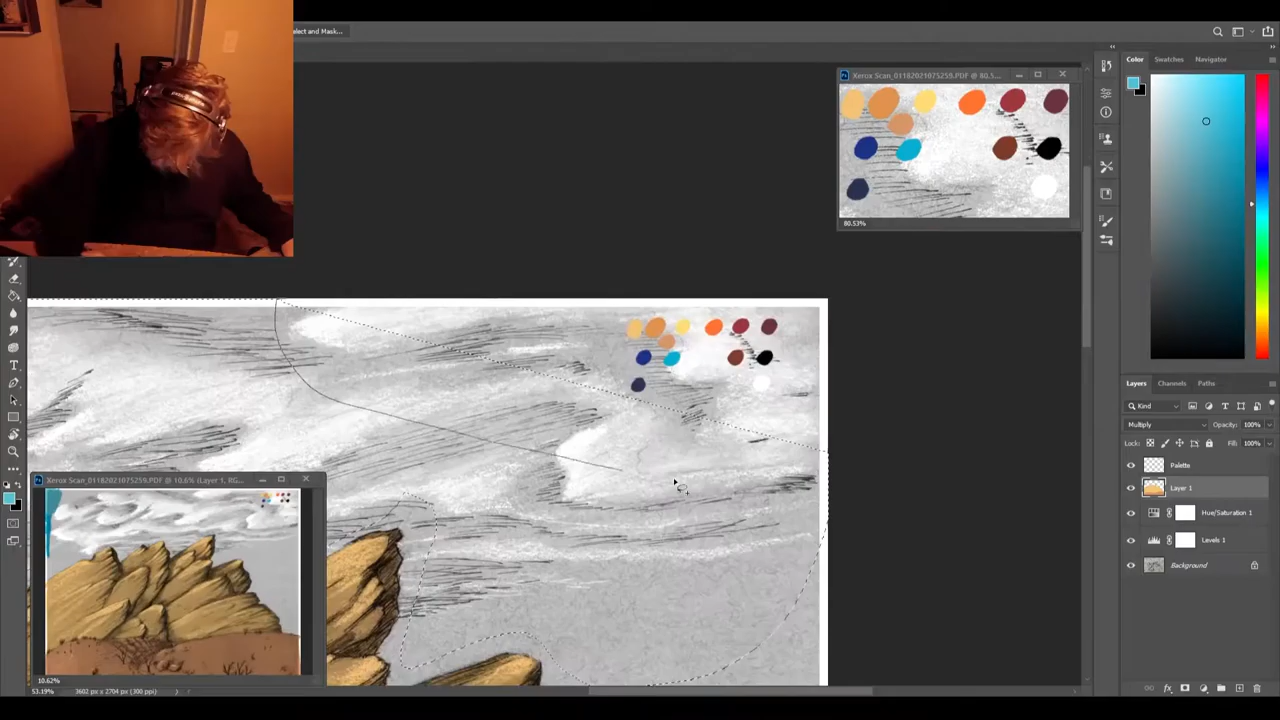 elect and Mask...
Xerox Scan_01182021075259.PDF @ 80.5...
80.53%
Color
Swatches
Navigator
Layers
Channels
Paths
Kind
Multiply
Opacity: 100%
Lock:
Fill: 100%
Palette
Layer 1
Hue/Saturation 1
Levels 1
Background
Xerox Scan_01182021075259.PDF @ 10.6% (Layer 1, RG...
10.62%
53.19%
3602 px x 2704 px (300 ppi)